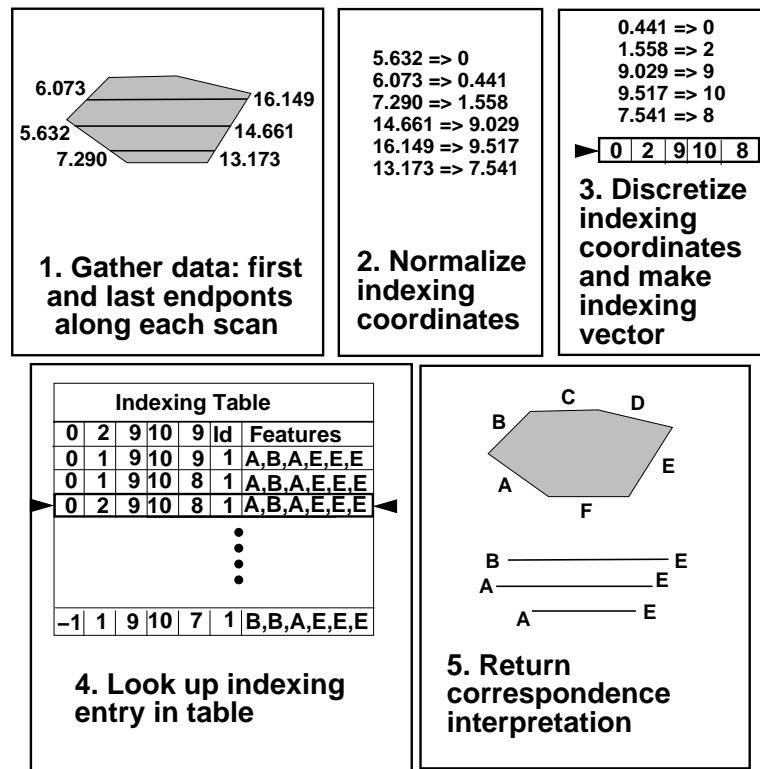 6.073
16.149
5.632
14.661
7.290
13.173
1. Gather data: first
and last endponts
along each scan
5.632 => 0
6.073 => 0.441
7.290 => 1.558
14.661 => 9.029
16.149 => 9.517
13.173 => 7.541
2. Normalize
indexing
coordinates
0.441 => 0
1.558 => 2
9.029 => 9
9.517 => 10
7.541 => 8
0 2 9 10 8
3. Discretize
indexing
coordinates
and make
indexing
vector
Indexing Table
0 2 9 10 9 Id Features
0 1 9 10 9 1 A,B,A,E,E,E
0 1 9 10 8 1 A,B,A,E,E,E
0 2 9 10 8 1 A,B,A,E,E,E
−1 1 9 10 7 1 B,B,A,E,E,E
4. Look up indexing
entry in table
C
D
B
E
A
F
B E
A E
A E
5. Return
correspondence
interpretation